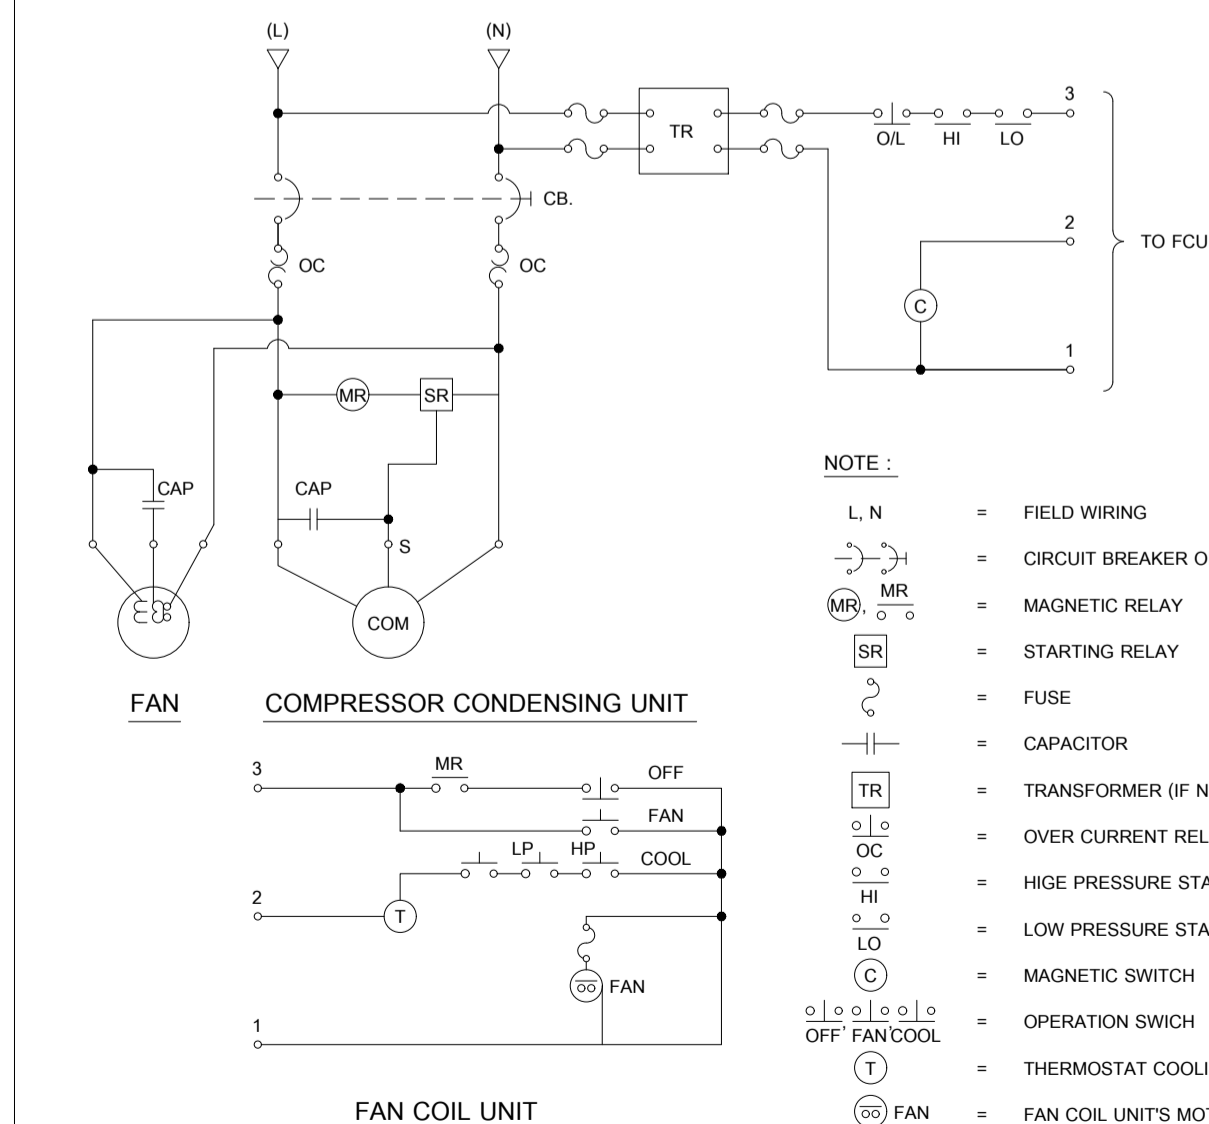 (L) (N)
TR
O/L HI LO
3
CB.
2
TO FCU
OC OC
C
1
MR SR
CAP CAP
S
COM
FAN
COMPRESSOR CONDENSING UNIT
3
MR OFF
FAN
LP HP COOL
2
T
FAN
1
FAN COIL UNIT
NOTE :
L, N = FIELD WIRING
= CIRCUIT BREAKER O
MR, MR = MAGNETIC RELAY
SR = STARTING RELAY
= FUSE
= CAPACITOR
TR = TRANSFORMER (IF N
OC = OVER CURRENT REL
HI = HIGE PRESSURE STA
LO = LOW PRESSURE STA
C = MAGNETIC SWITCH
OFF, FAN,COOL = OPERATION SWICH
T = THERMOSTAT COOLI
FAN = FAN COIL UNIT'S MOT